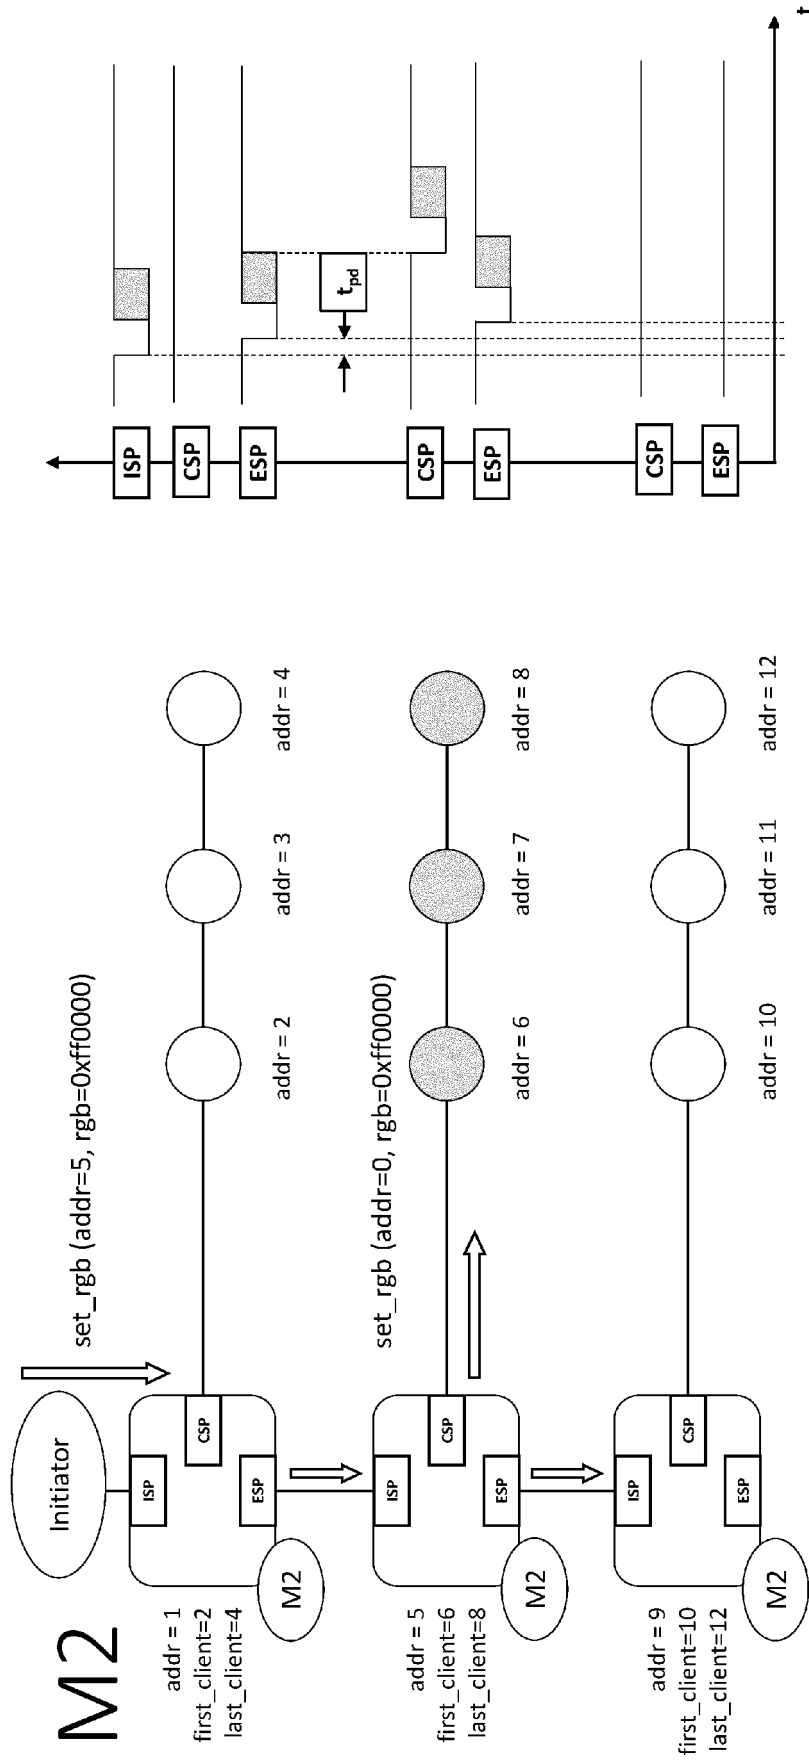 M2
Initiator
set_rgb (addr=5, rgb=0xff0000)
ISP
CSP
ESP
M2
addr = 1
first_client=2
last_client=4
addr = 2
addr = 3
addr = 4
set_rgb (addr=0, rgb=0xff0000)
ISP
CSP
ESP
M2
addr = 5
first_client=6
last_client=8
addr = 6
addr = 7
addr = 8
ISP
CSP
ESP
M2
addr = 9
first_client=10
last_client=12
addr = 10
addr = 11
addr = 12
ISP
CSP
ESP
tpd
CSP
ESP
CSP
ESP
t